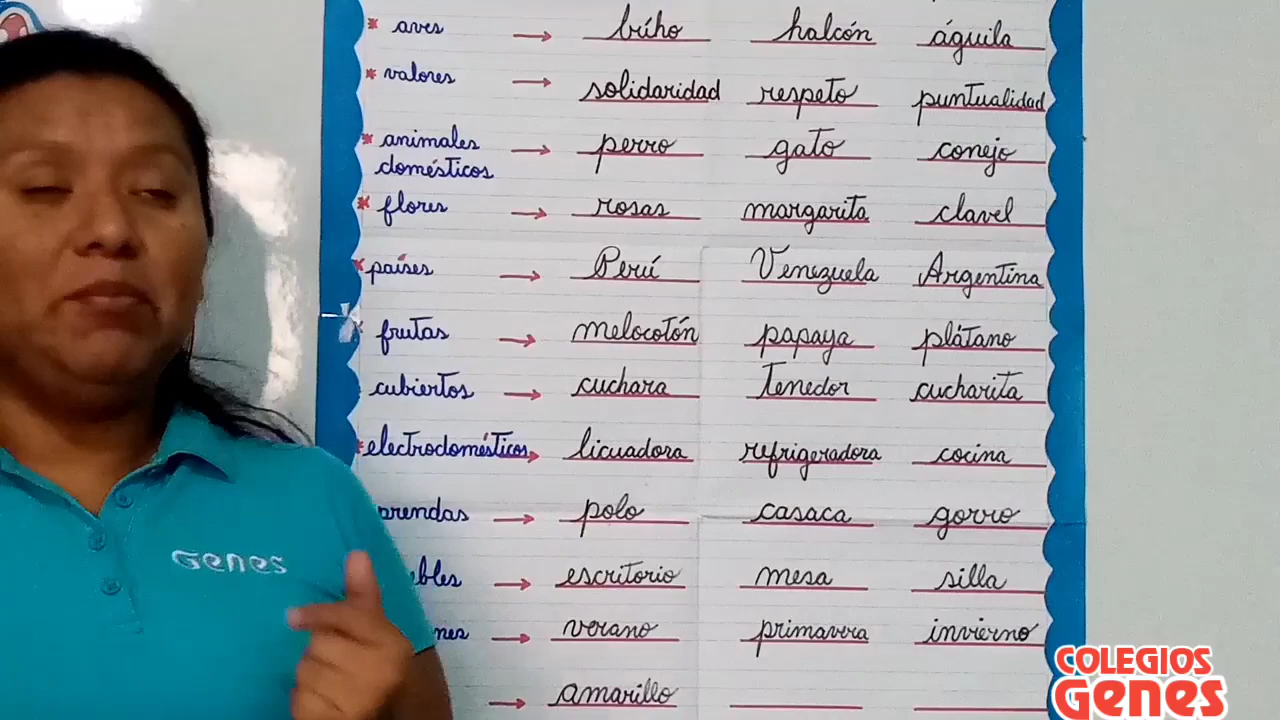 * aves → búho halcón águila
* valores → solidaridad respeto puntualidad
* animales → perro gato conejo
domésticos
* flores → rosas margarita clavel
* países → Perú Venezuela Argentina
* frutas → melocotón papaya plátano
cubiertos → cuchara tenedor cucharita
* electrodomésticos → licuadora refrigeradora cocina
prendas → polo casaca gorro
ebles → escritorio mesa silla
nes → verano primavera invierno
→ amarillo
Genes
COLEGIOS
Genes